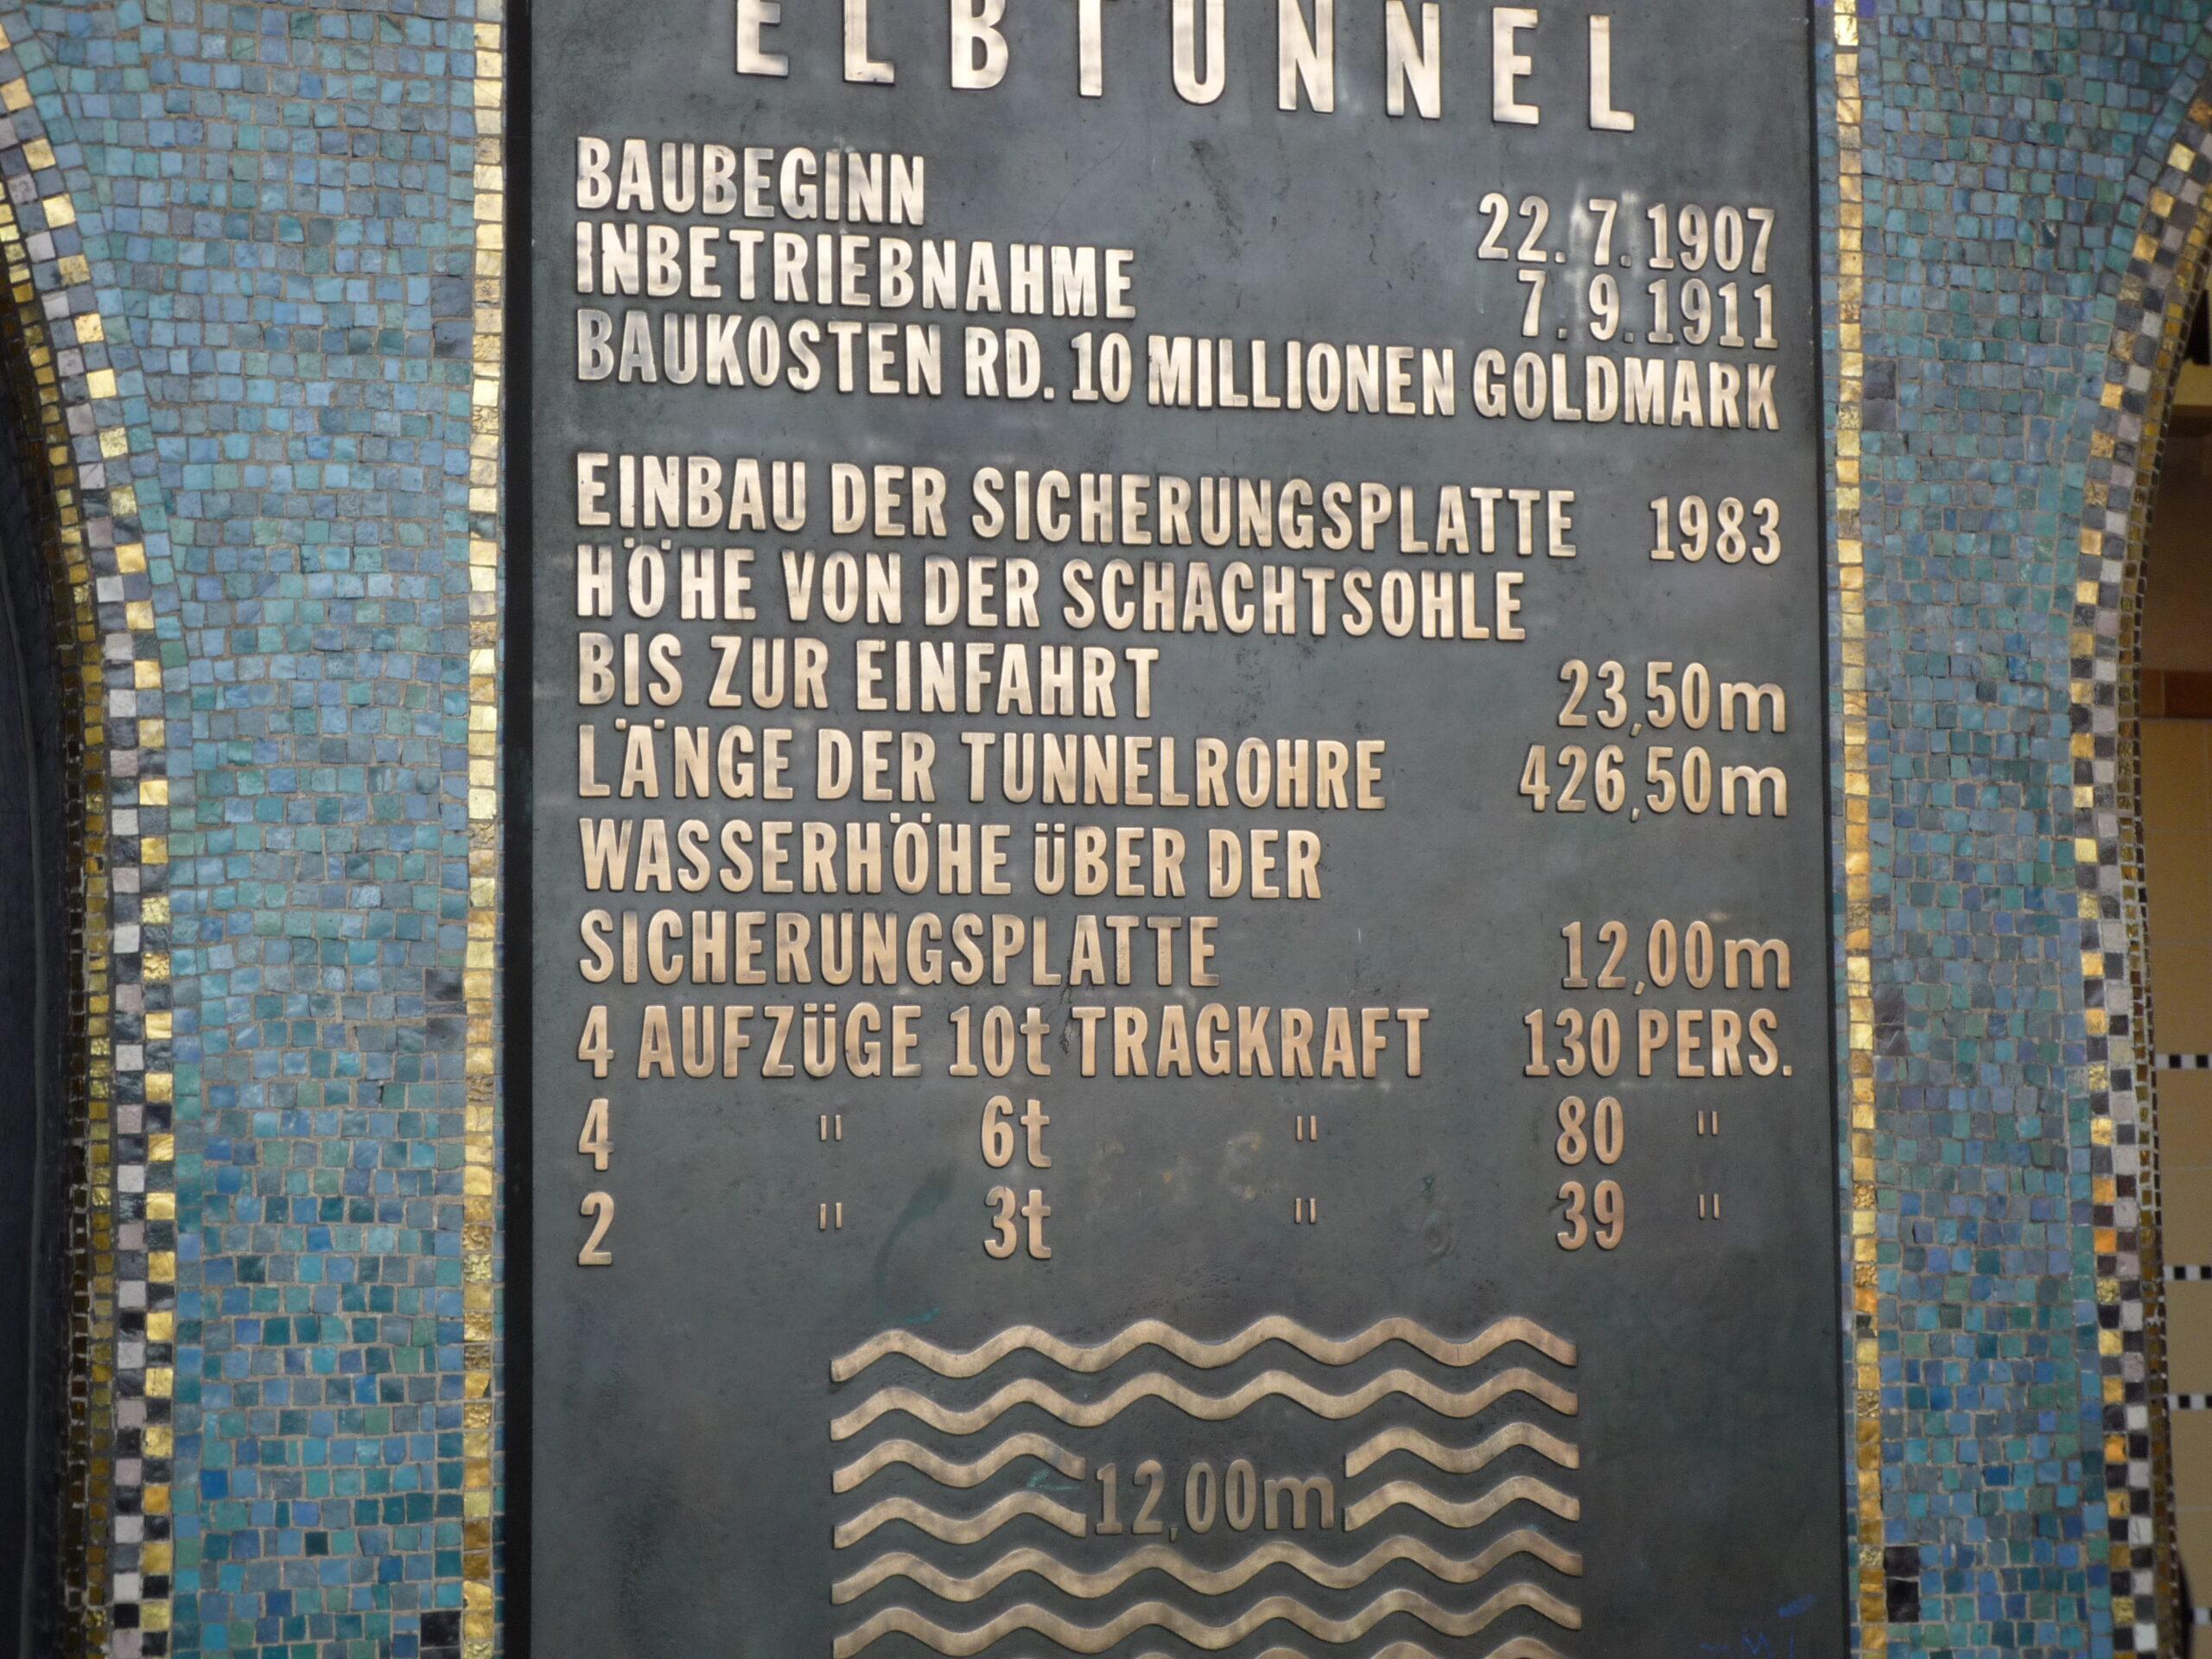 ELBTUNNEL
BAUBEGINN 22.7.1907
INBETRIEBNAHME 7.9.1911
BAUKOSTEN RD. 10 MILLIONEN GOLDMARK
EINBAU DER SICHERUNGSPLATTE 1983
HÖHE VON DER SCHACHTSOHLE
BIS ZUR EINFAHRT 23,50m
LÄNGE DER TUNNELROHRE 426,50m
WASSERHÖHE ÜBER DER
SICHERUNGSPLATTE 12,00m
4 AUFZÜGE 10t TRAGKRAFT 130 PERS.
4 " 6t " 80 "
2 " 3t " 39 "
12,00m